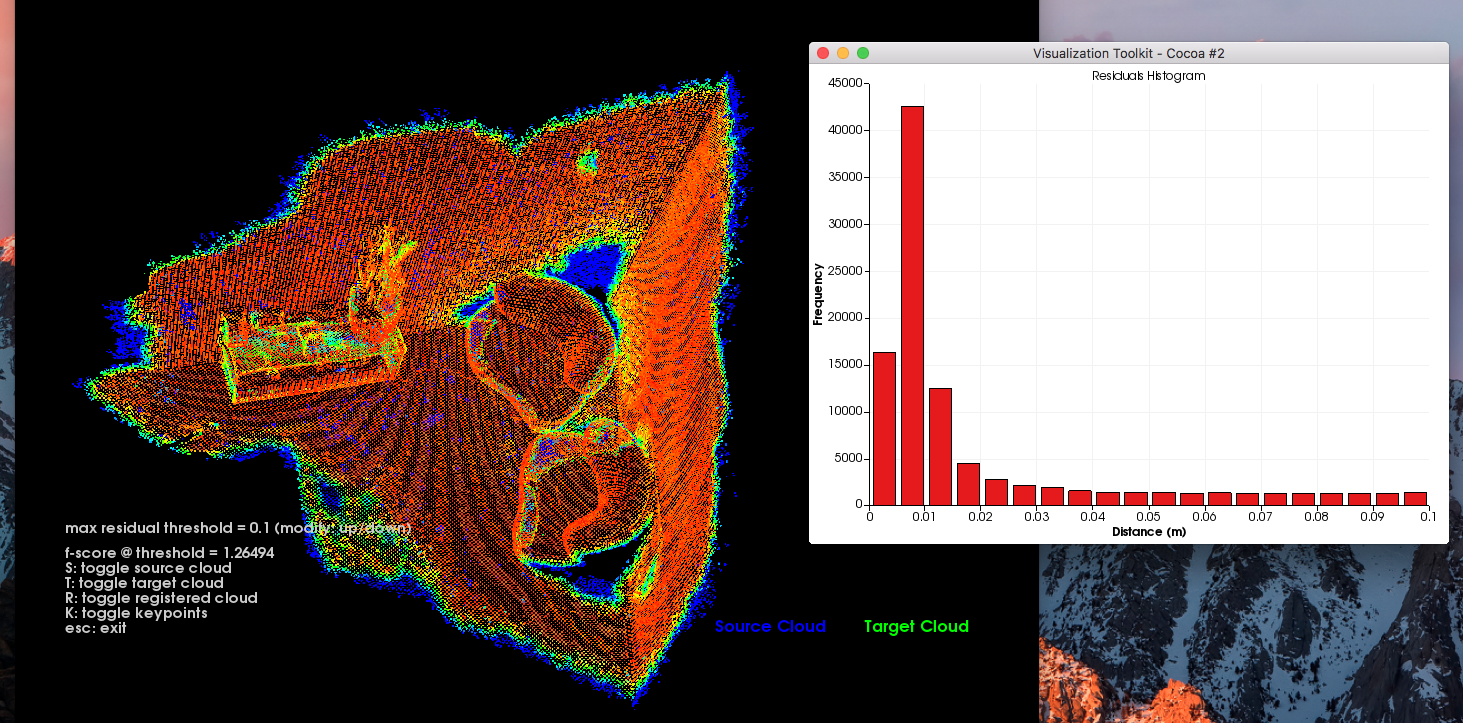 max residual threshold = 0.1 (modify: up/down)
f-score @ threshold = 1.26494
S: toggle source cloud
T: toggle target cloud
R: toggle registered cloud
K: toggle keypoints
esc: exit
Source Cloud
Target Cloud
Visualization Toolkit - Cocoa #2
Residuals Histogram
45000
40000
35000
30000
25000
20000
15000
10000
5000
0
Frequency
0 0.01 0.02 0.03 0.04 0.05 0.06 0.07 0.08 0.09 0.1
Distance (m)